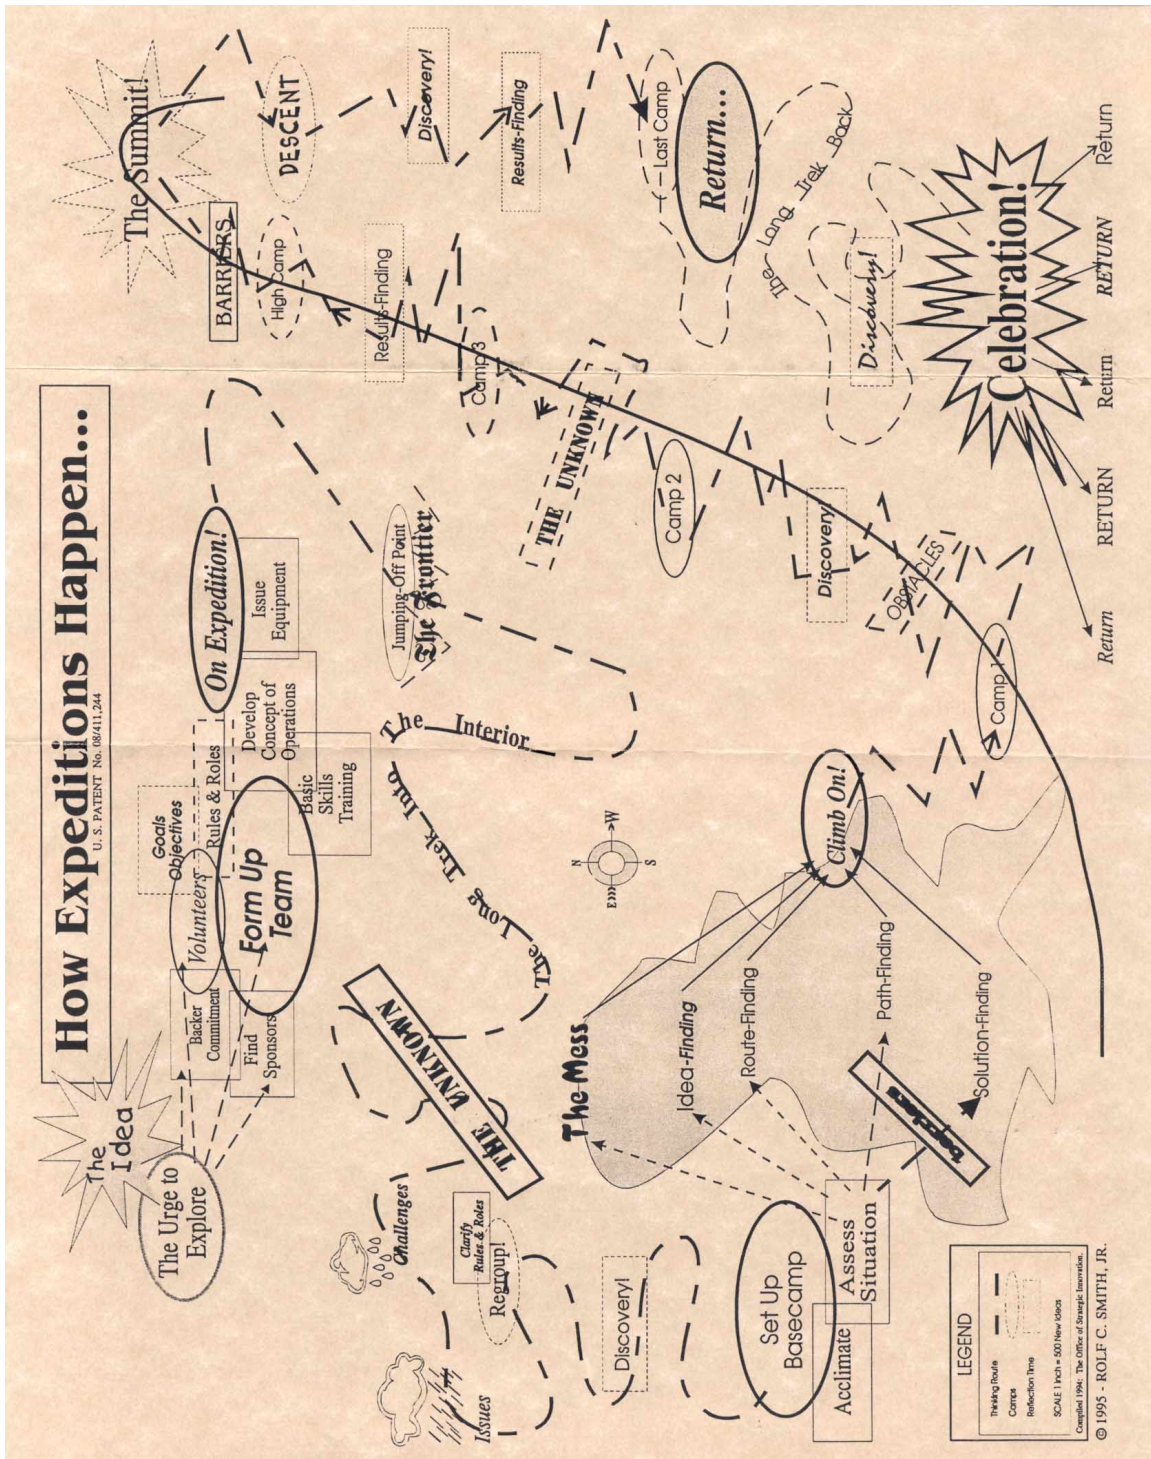 How Expeditions Happen...
U. S. PATENT No. 08/411,244
The
Idea
The Urge to
Explore
Backer
Commitment
Find
Sponsors
Goals
Objectives
Volunteers
Rules & Roles
Form Up
Team
Develop
Concept of
Operations
Basic
Skills
Training
On Expedition!
Issue
Equipment
Jumping-Off Point
The Frontier
The Long Trek Into
The Interior
THE UNKNOWN
Challenges
Clarify
Rules & Roles
Regroup!
Issues
Discovery!
Set Up
Basecamp
Acclimate
Assess
Situation
The Mess
Idea-Finding
Route-Finding
Path-Finding
barriers
Solution-Finding
Climb On!
N
E
W
S
Camp 1
OBSTACLES
Discovery!
Camp 2
THE UNKNOWN
Camp 3
Results-Finding
High Camp
BARRIERS
The Summit!
DESCENT
Discovery!
Results-Finding
Last Camp
Return...
The Long Trek Back
Discovery!
Celebration!
Return
RETURN
Return
RETURN
Return
LEGEND
Thinking Route
Camps
Reflection Time
SCALE 1 inch = 500 New Ideas
Compiled 1994: The Office of Strategic Innovation.
© 1995 - ROLF C. SMITH, JR.